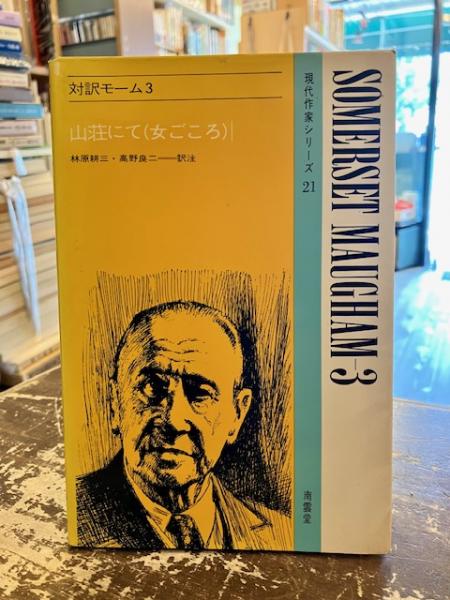 対訳モーム3
山荘にて(女ごころ)
林原耕三・高野良二——訳注
現代作家シリーズ 21
SOMERSET MAUGHAM-3
南雲堂